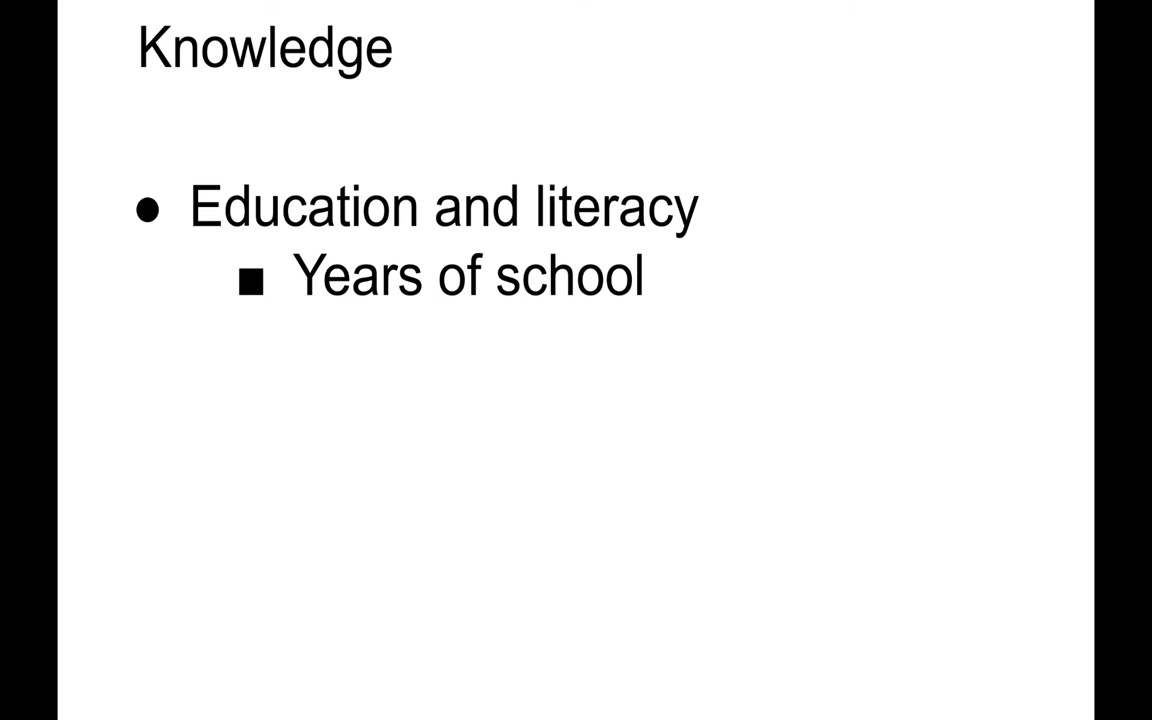 Knowledge
● Education and literacy
■ Years of school